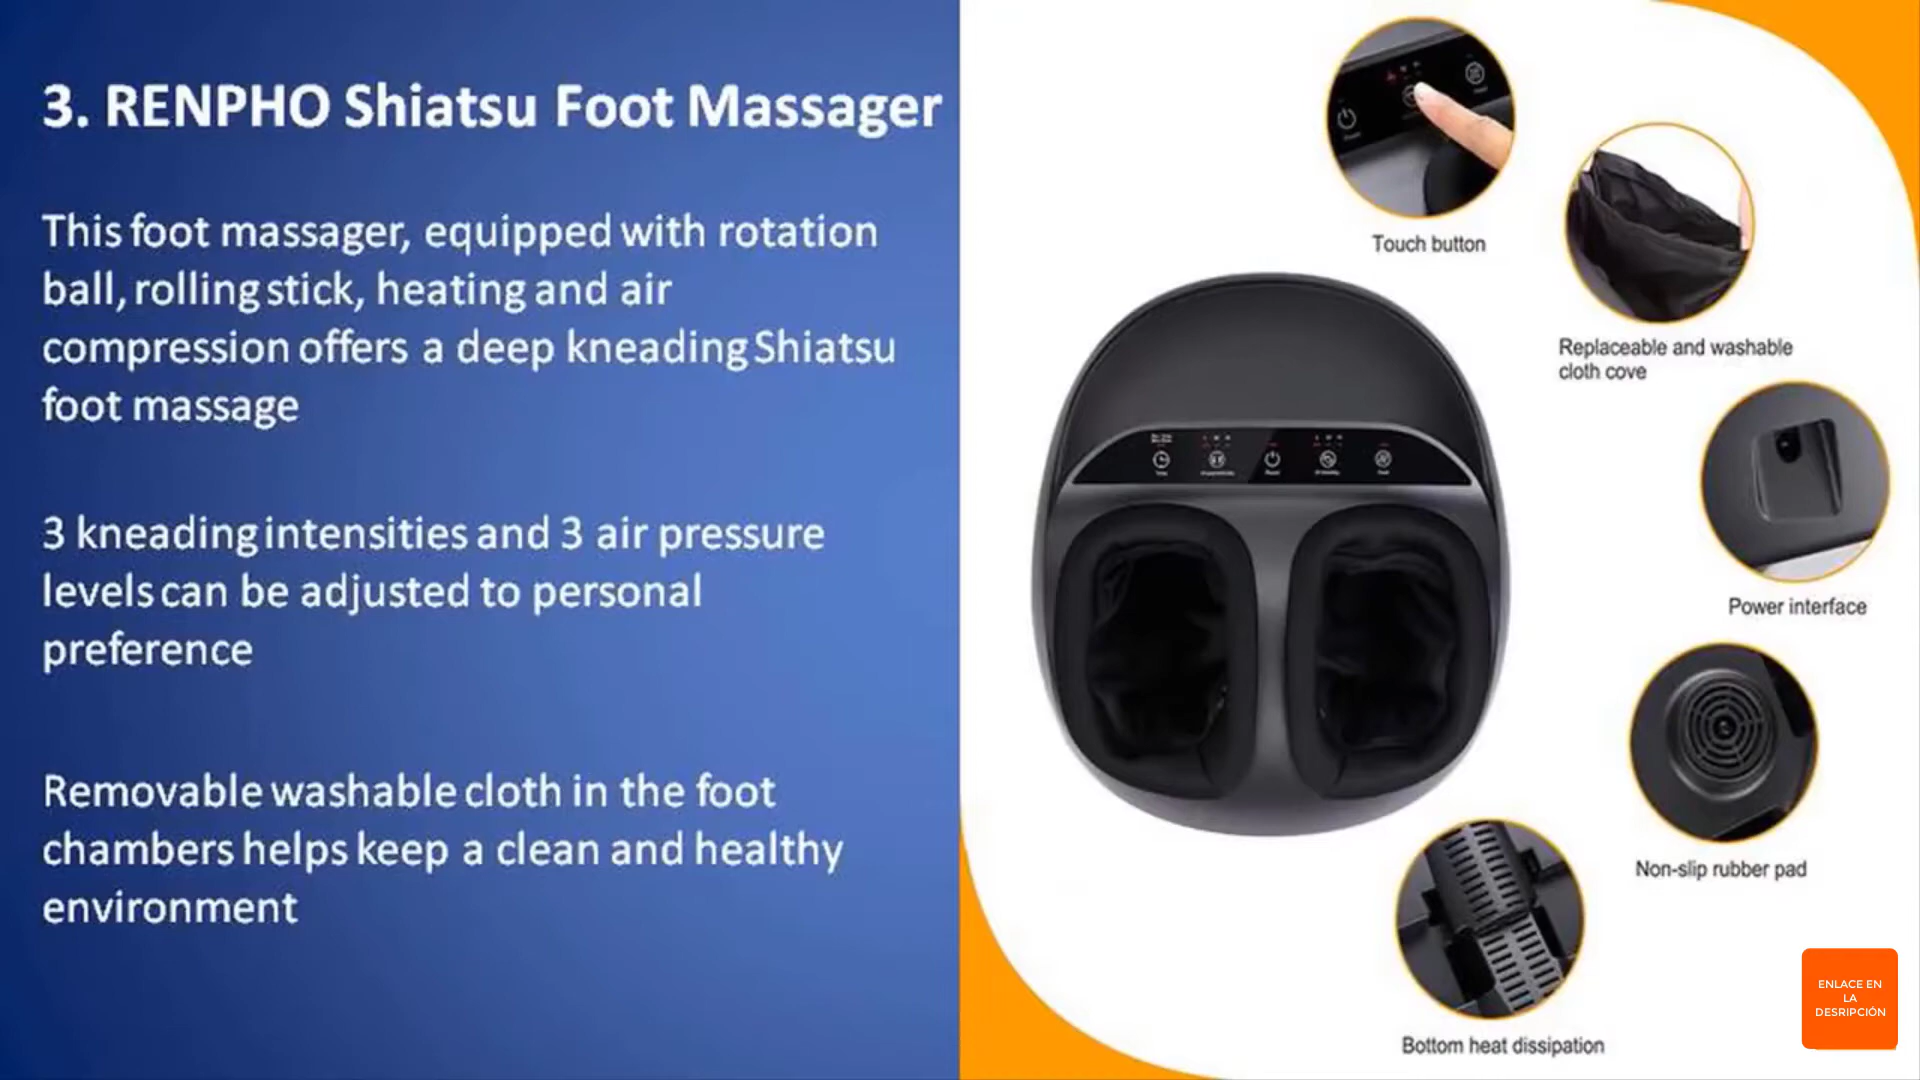 3. RENPHO Shiatsu Foot Massager
This foot massager, equipped with rotation
ball, rolling stick, heating and air
compression offers a deep kneading Shiatsu
foot massage
3 kneading intensities and 3 air pressure
levels can be adjusted to personal
preference
Removable washable cloth in the foot
chambers helps keep a clean and healthy
environment
Touch button
Replaceable and washable
cloth cove
Power interface
Non-slip rubber pad
Bottom heat dissipation
ENLACE EN
LA
DESRIPCIÓN